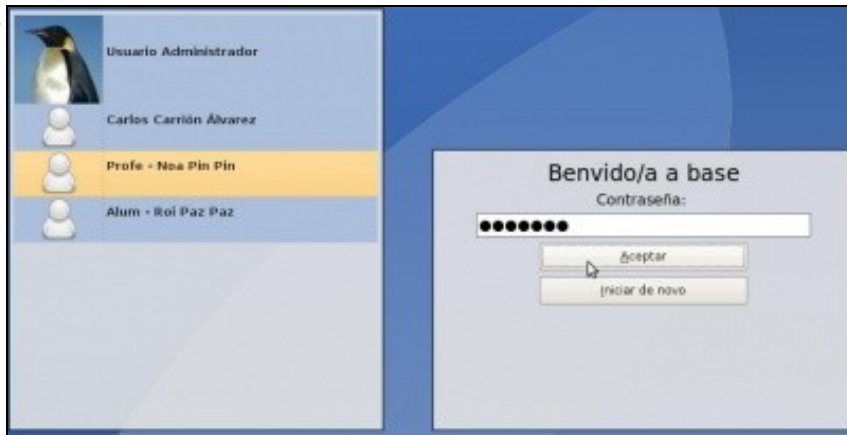 Usuario Administrador
Carlos Carrión Álvarez
Profe - Noa Pin Pin
Alum - Roi Paz Paz
Benvido/a a base
Contraseña:
Aceptar
Iniciar de novo